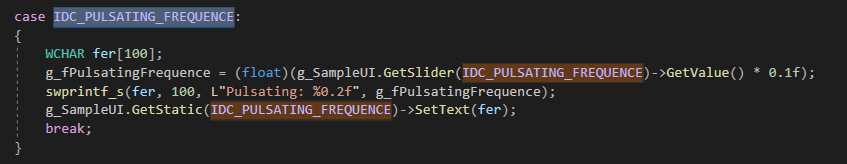 case IDC_PULSATING_FREQUENCE:
{
WCHAR fer[100];
g_fPulsatingFrequence = (float)(g_SampleUI.GetSlider(IDC_PULSATING_FREQUENCE)->GetValue() * 0.1f);
swprintf_s(fer, 100, L"Pulsating: %0.2f", g_fPulsatingFrequence);
g_SampleUI.GetStatic(IDC_PULSATING_FREQUENCE)->SetText(fer);
break;
}